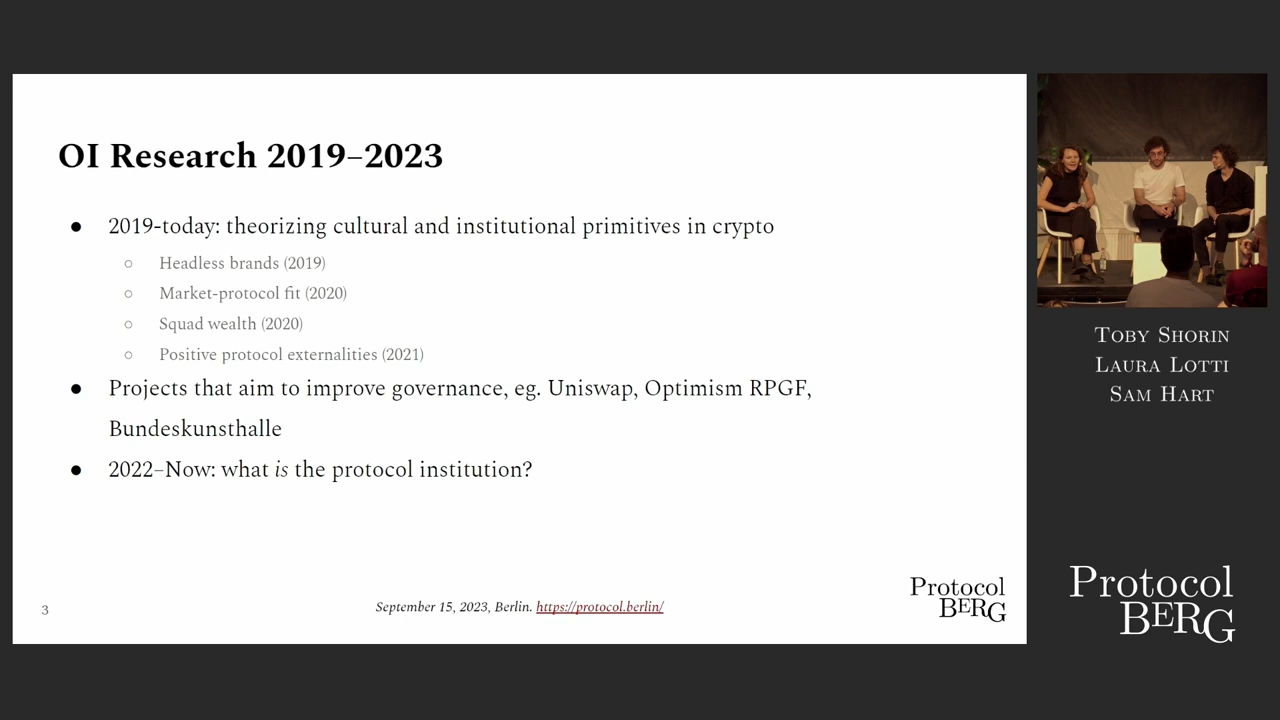 OI Research 2019–2023
● 2019-today: theorizing cultural and institutional primitives in crypto
○ Headless brands (2019)
○ Market-protocol fit (2020)
○ Squad wealth (2020)
○ Positive protocol externalities (2021)
● Projects that aim to improve governance, eg. Uniswap, Optimism RPGF,
Bundeskunsthalle
● 2022–Now: what is the protocol institution?
3
September 15, 2023, Berlin. https://protocol.berlin/
Protocol
BERG
TOBY SHORIN
LAURA LOTTI
SAM HART
Protocol
BERG